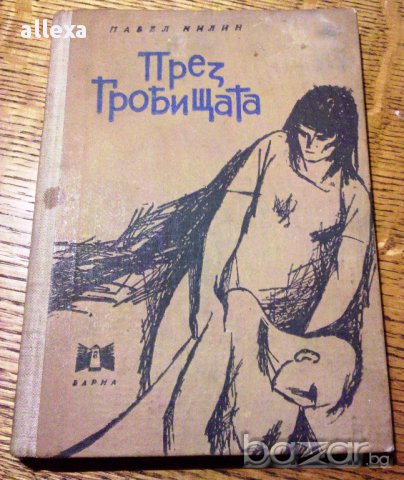 allexa
ПАВЕЛ НИЛИН
През
Гробищата
ВАРНА
bazar.bg